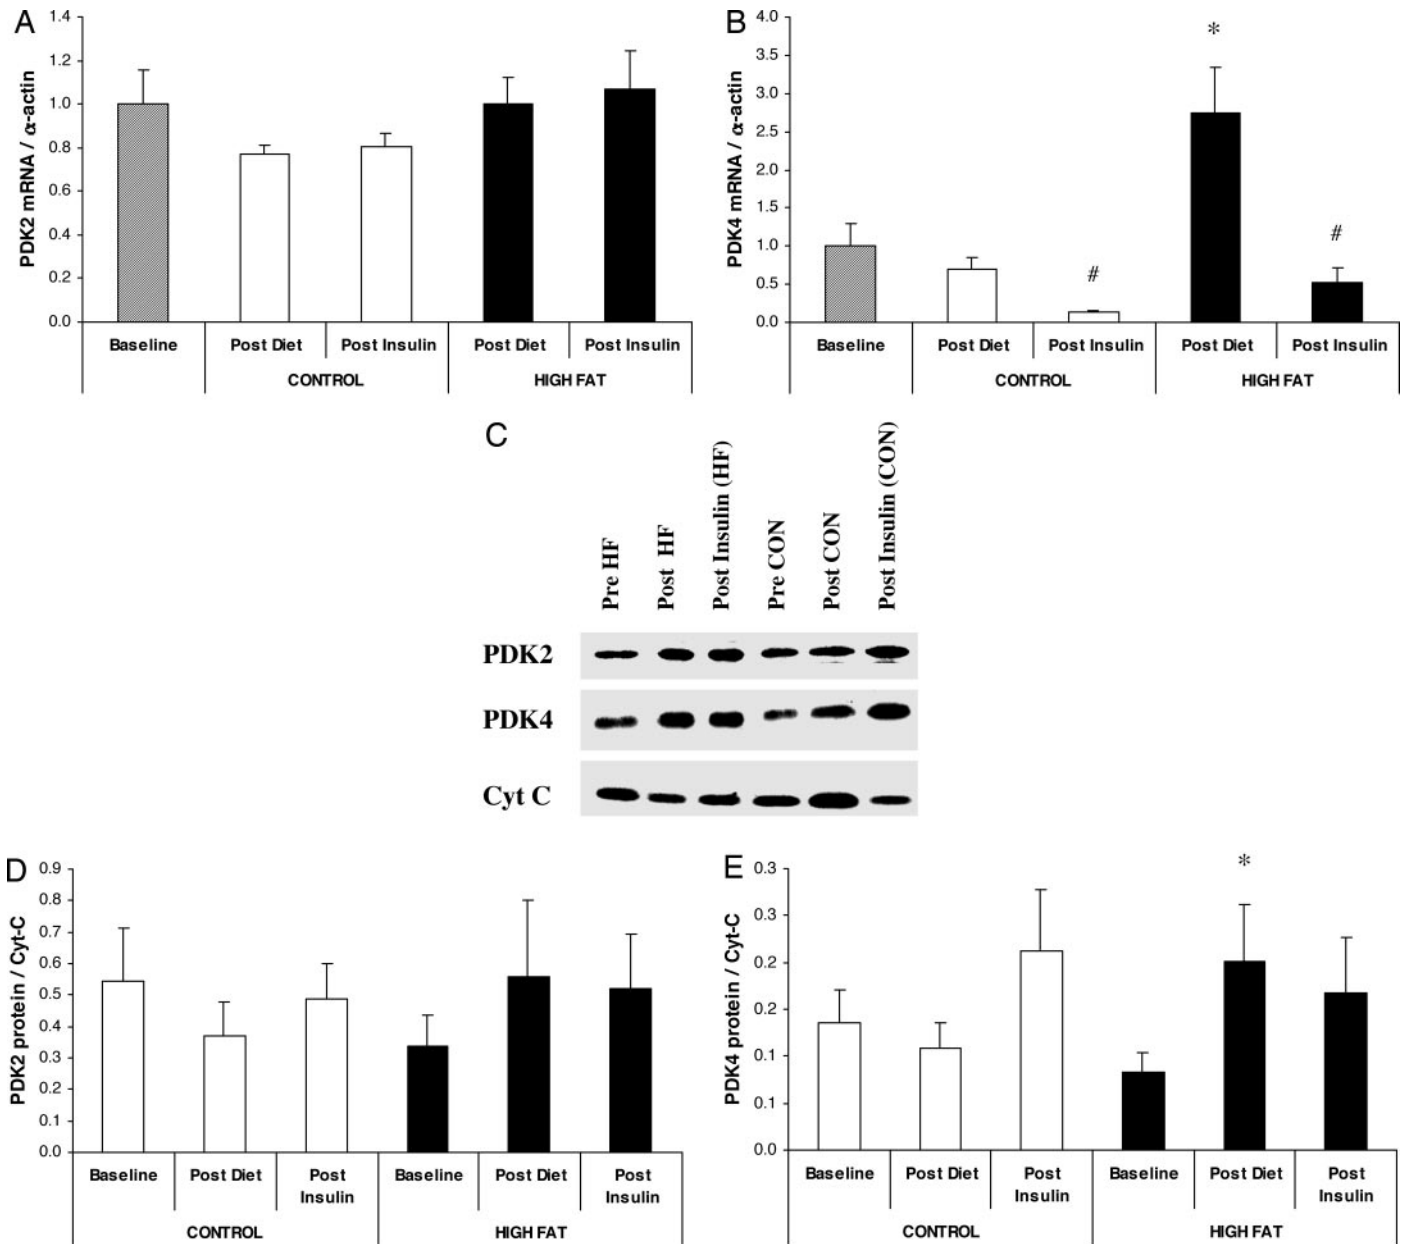 A
PDK2 mRNA / α-actin
1.4
1.2
1.0
0.8
0.6
0.4
0.2
0.0
Baseline
Post Diet
Post Insulin
Post Diet
Post Insulin
CONTROL
HIGH FAT
B
PDK4 mRNA / α-actin
4.0
3.5
3.0
2.5
2.0
1.5
1.0
0.5
0.0
*
#
#
Baseline
Post Diet
Post Insulin
Post Diet
Post Insulin
CONTROL
HIGH FAT
C
Pre HF
Post HF
Post Insulin (HF)
Pre CON
Post CON
Post Insulin (CON)
PDK2
PDK4
Cyt C
D
PDK2 protein / Cyt-C
0.9
0.8
0.7
0.6
0.5
0.4
0.3
0.2
0.1
0.0
Baseline
Post Diet
Post
Insulin
Baseline
Post Diet
Post
Insulin
CONTROL
HIGH FAT
E
PDK4 protein / Cyt-C
0.3
0.3
0.2
0.2
0.1
0.1
0.0
*
Baseline
Post Diet
Post
Insulin
Baseline
Post Diet
Post
Insulin
CONTROL
HIGH FAT